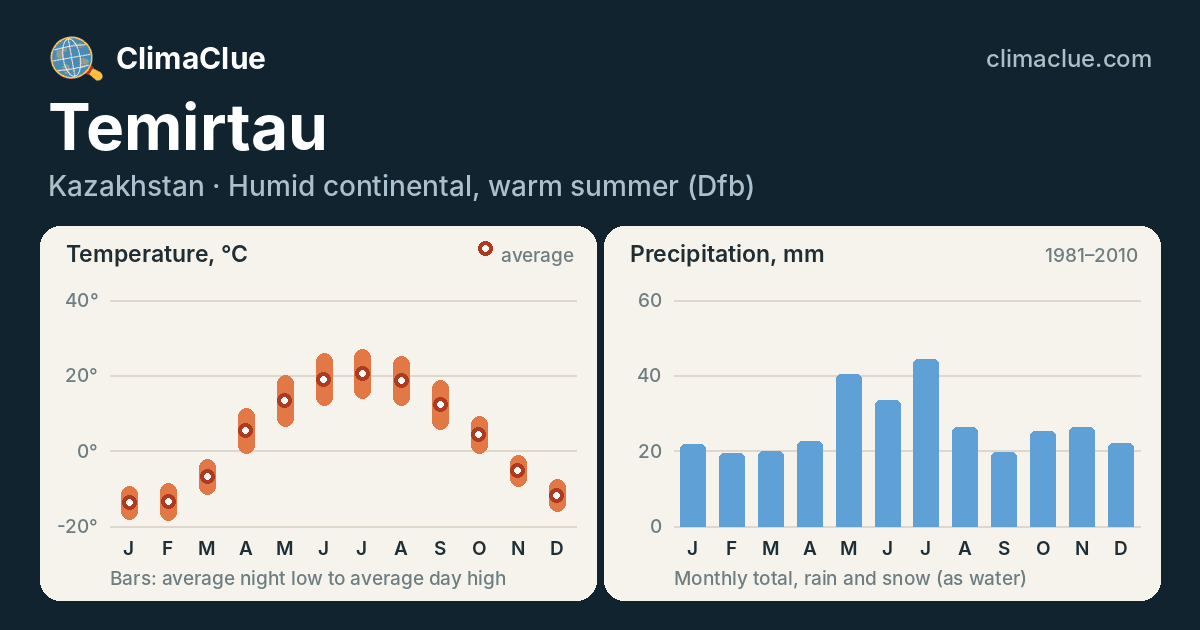 ClimaClue
climaclue.com
Temirtau
Kazakhstan · Humid continental, warm summer (Dfb)
Temperature, °C
average
40°
20°
0°
-20°
J F M A M J J A S O N D
Bars: average night low to average day high
Precipitation, mm
1981–2010
60
40
20
0
J F M A M J J A S O N D
Monthly total, rain and snow (as water)